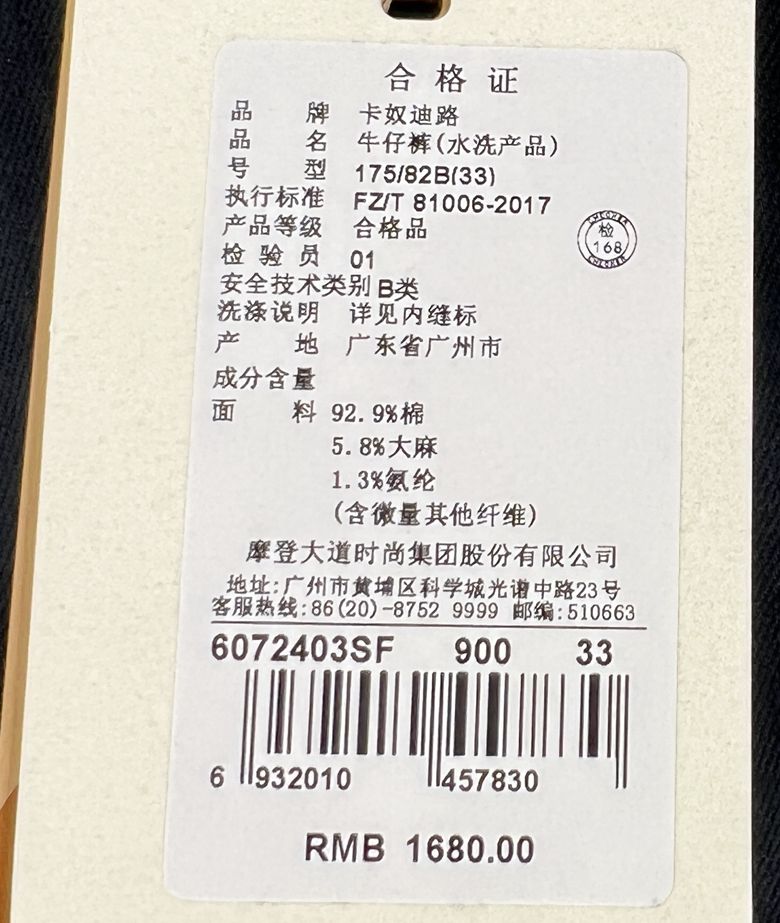 合格证
品牌 卡奴迪路
品名 牛仔裤(水洗产品)
号型 175/82B(33)
执行标准 FZ/T 81006-2017
产品等级 合格品
检验员 01
CHECKER
检
168
CHECKER
安全技术类别 B类
洗涤说明 详见内缝标
产地 广东省广州市
成分含量
面料 92.9%棉
5.8%大麻
1.3%氨纶
(含微量其他纤维)
摩登大道时尚集团股份有限公司
地址:广州市黄埔区科学城光谱中路23号
客服热线:86(20)-8752 9999 邮编:510663
6072403SF 900 33
6 932010 457830
RMB 1680.00